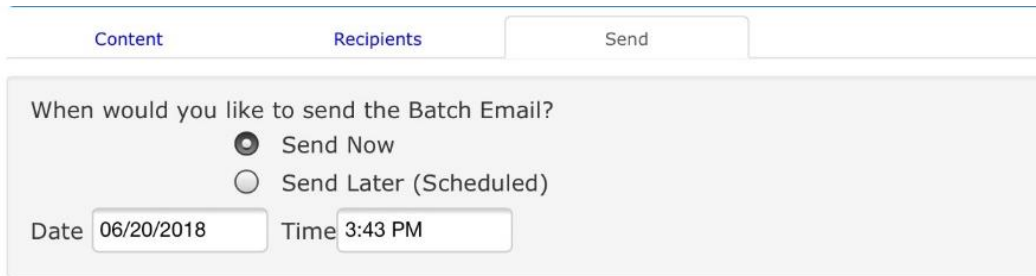 Content Recipients Send
When would you like to send the Batch Email?
Send Now
Send Later (Scheduled)
Date 06/20/2018 Time 3:43 PM